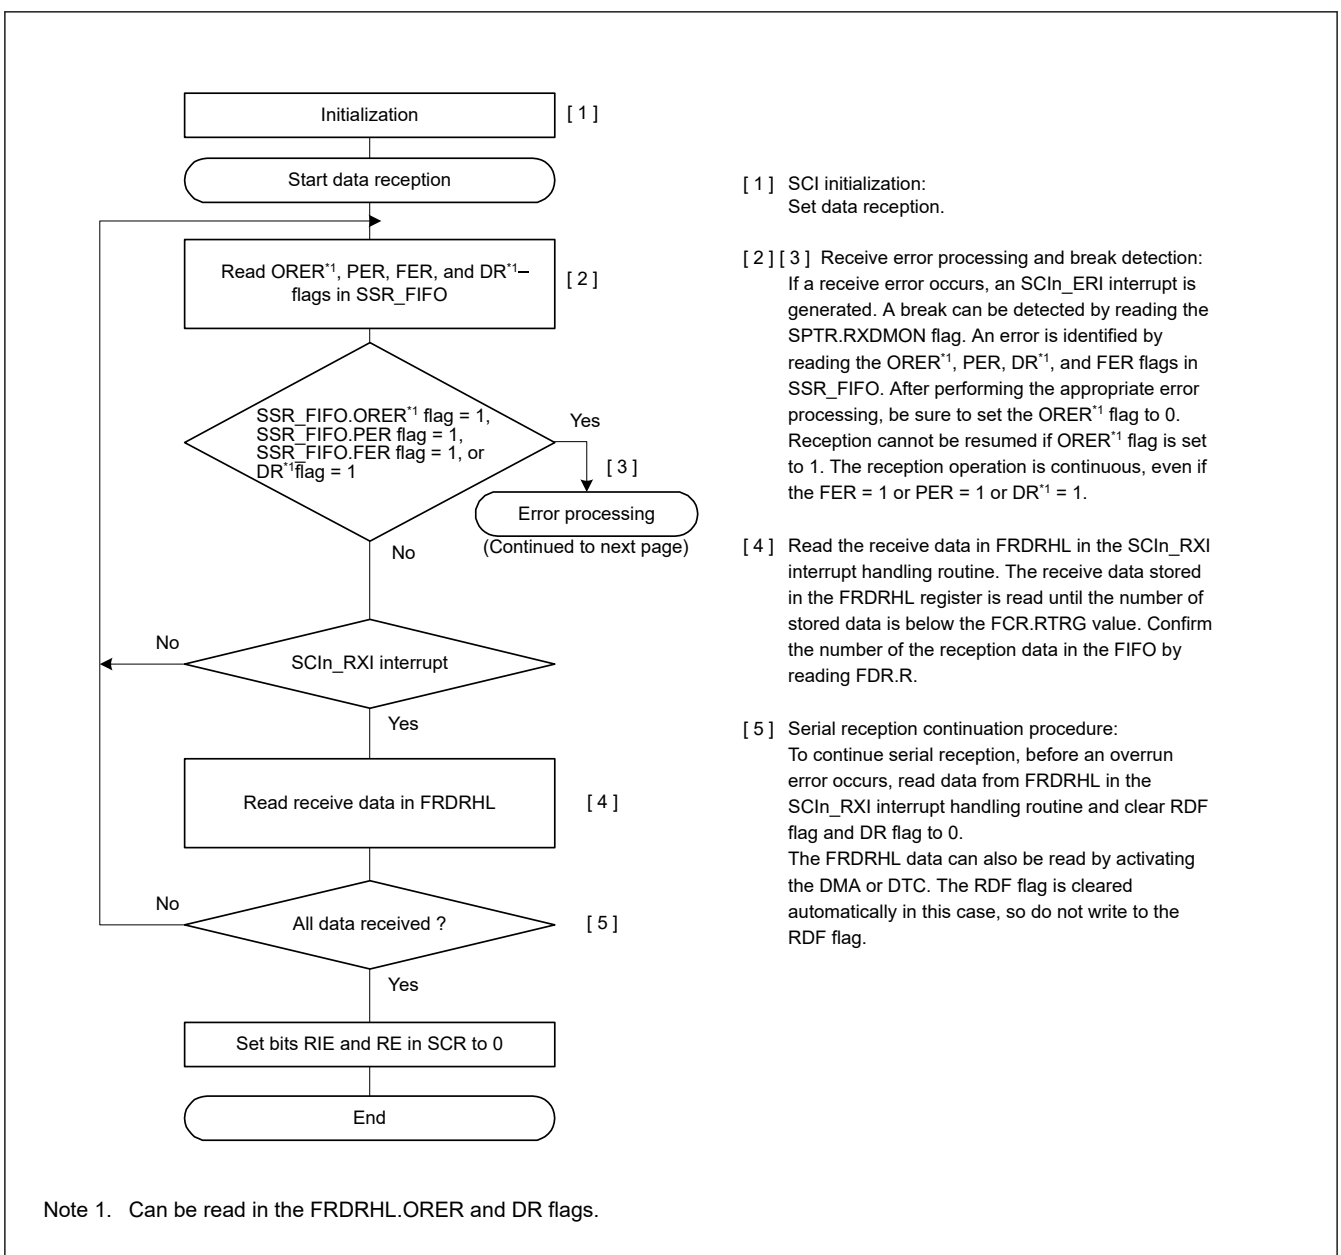 Initialization
[ 1 ]
Start data reception
Read ORER*1, PER, FER, and DR*1–
flags in SSR_FIFO
[ 2 ]
SSR_FIFO.ORER*1 flag = 1,
SSR_FIFO.PER flag = 1,
SSR_FIFO.FER flag = 1, or
DR*1flag = 1
Yes
[ 3 ]
Error processing
(Continued to next page)
No
SCIn_RXI interrupt
No
Yes
Read receive data in FRDRHL
[ 4 ]
No
All data received ?
[ 5 ]
Yes
Set bits RIE and RE in SCR to 0
End
[ 1 ] SCI initialization:
Set data reception.
[ 2 ] [ 3 ] Receive error processing and break detection:
If a receive error occurs, an SCIn_ERI interrupt is
generated. A break can be detected by reading the
SPTR.RXDMON flag. An error is identified by
reading the ORER*1, PER, DR*1, and FER flags in
SSR_FIFO. After performing the appropriate error
processing, be sure to set the ORER*1 flag to 0.
Reception cannot be resumed if ORER*1 flag is set
to 1. The reception operation is continuous, even if
the FER = 1 or PER = 1 or DR*1 = 1.
[ 4 ] Read the receive data in FRDRHL in the SCIn_RXI
interrupt handling routine. The receive data stored
in the FRDRHL register is read until the number of
stored data is below the FCR.RTRG value. Confirm
the number of the reception data in the FIFO by
reading FDR.R.
[ 5 ] Serial reception continuation procedure:
To continue serial reception, before an overrun
error occurs, read data from FRDRHL in the
SCIn_RXI interrupt handling routine and clear RDF
flag and DR flag to 0.
The FRDRHL data can also be read by activating
the DMA or DTC. The RDF flag is cleared
automatically in this case, so do not write to the
RDF flag.
Note 1. Can be read in the FRDRHL.ORER and DR flags.